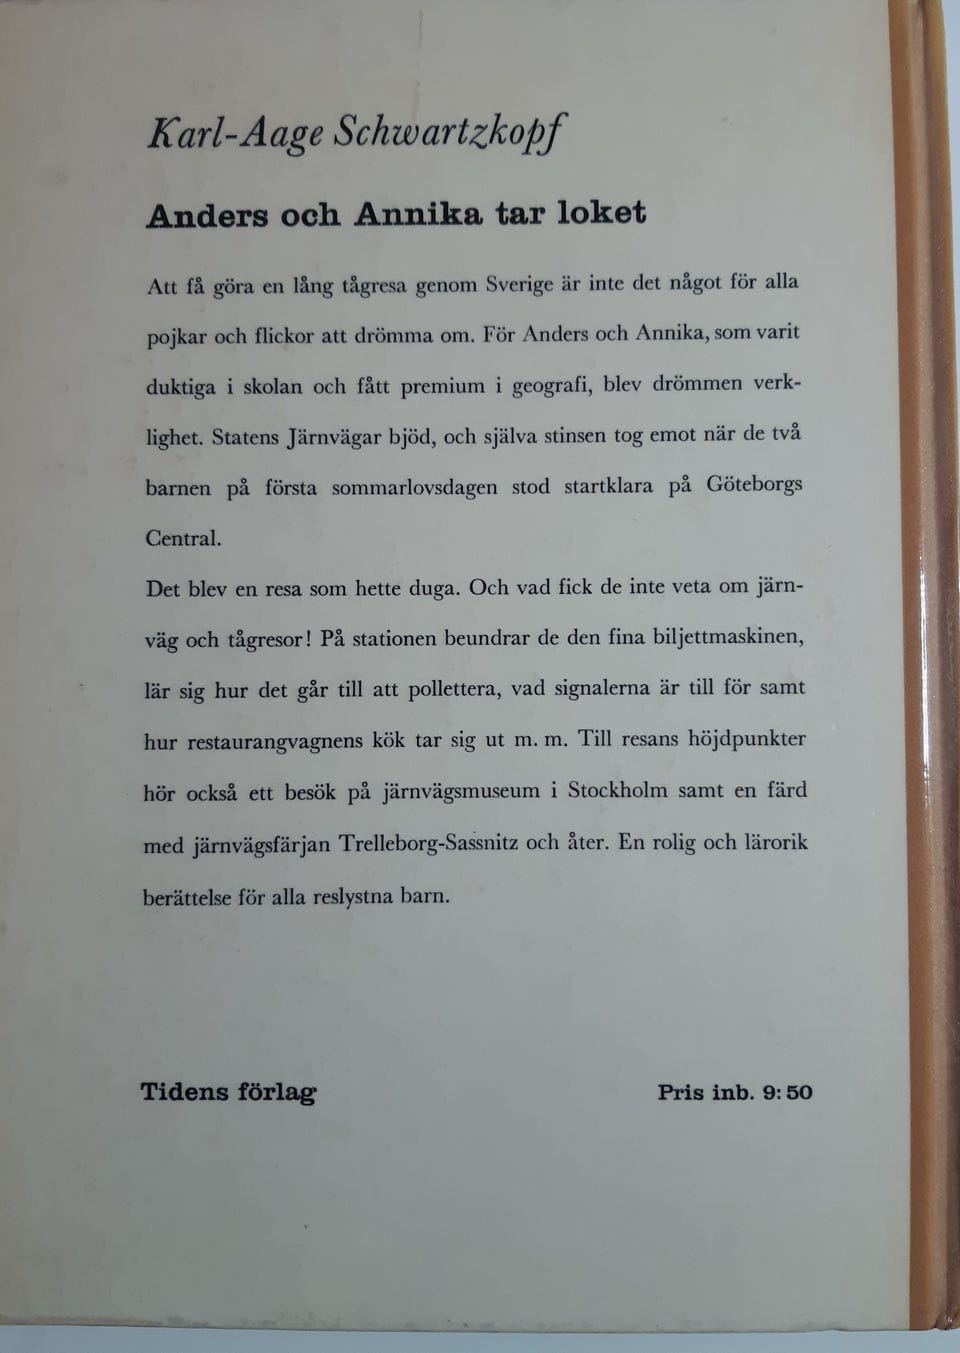 Karl-Aage Schwartzkopf
Anders och Annika tar loket
Att få göra en lång tågresa genom Sverige är inte det något för alla
pojkar och flickor att drömma om. För Anders och Annika, som varit
duktiga i skolan och fått premium i geografi, blev drömmen verk-
lighet. Statens Järnvägar bjöd, och själva stinsen tog emot när de två
barnen på första sommarlovsdagen stod startklara på Göteborgs
Central.
Det blev en resa som hette duga. Och vad fick de inte veta om järn-
väg och tågresor! På stationen beundrar de den fina biljettmaskinen,
lär sig hur det går till att pollettera, vad signalerna är till för samt
hur restaurangvagnens kök tar sig ut m. m. Till resans höjdpunkter
hör också ett besök på järnvägsmuseum i Stockholm samt en färd
med järnvägsfärjan Trelleborg-Sassnitz och åter. En rolig och lärorik
berättelse för alla reslystna barn.
Tidens förlag
Pris inb. 9:50